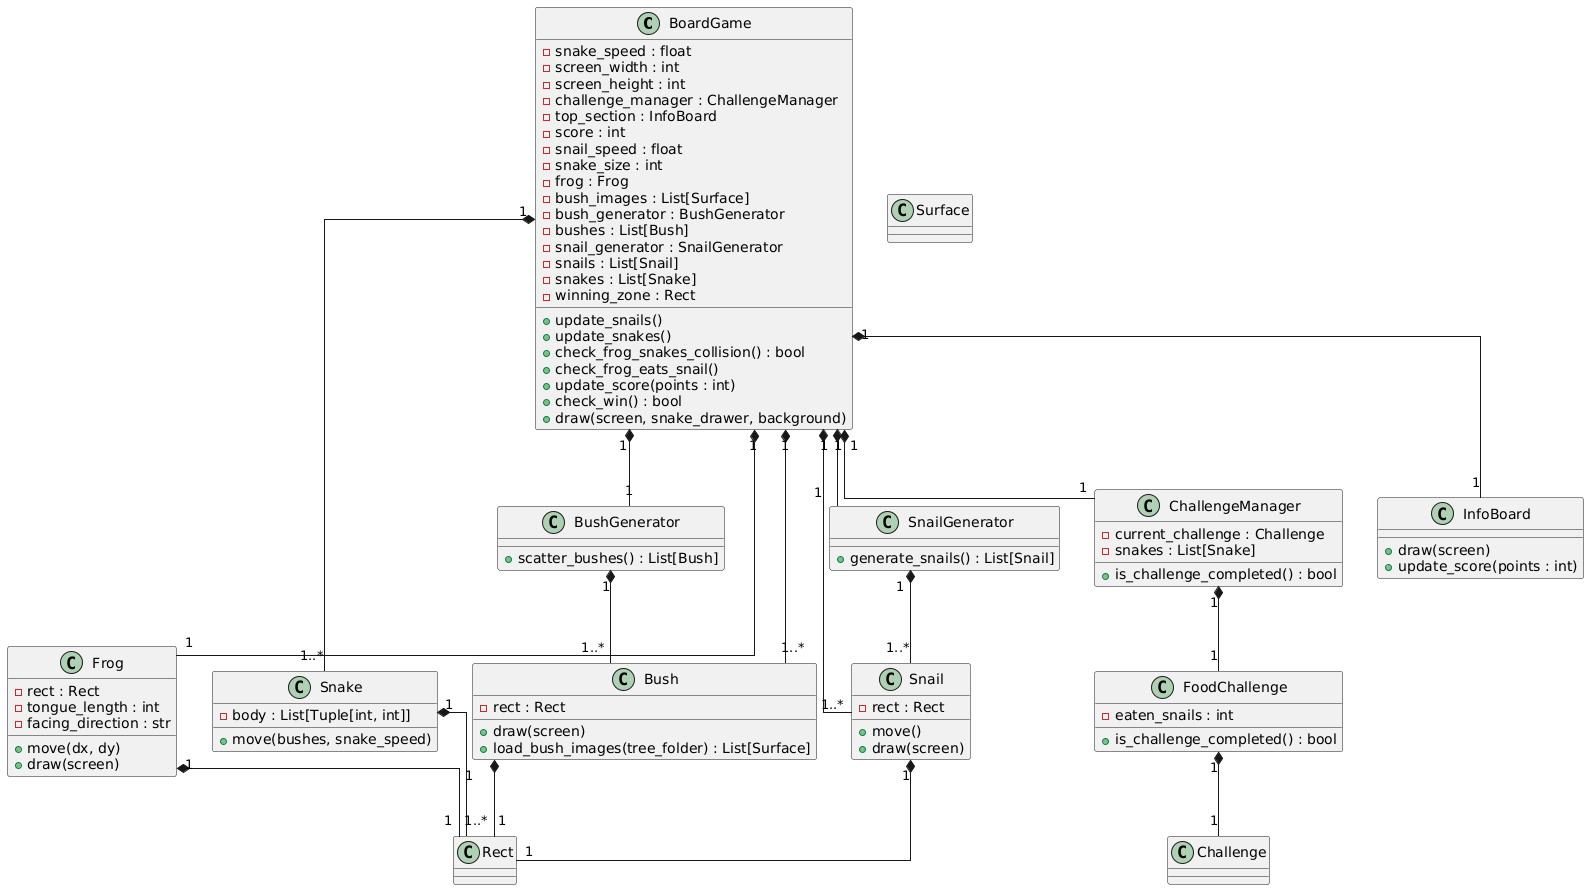 C BoardGame
snake_speed : float
screen_width : int
screen_height : int
challenge_manager : ChallengeManager
top_section : InfoBoard
score : int
snail_speed : float
snake_size : int
frog : Frog
bush_images : List[Surface]
bush_generator : BushGenerator
bushes : List[Bush]
snail_generator : SnailGenerator
snails : List[Snail]
snakes : List[Snake]
winning_zone : Rect
update_snails()
update_snakes()
check_frog_snakes_collision() : bool
check_frog_eats_snail()
update_score(points : int)
check_win() : bool
draw(screen, snake_drawer, background)
C Surface
1
1
1 1 1 1 1 1
1 1 1 1
C BushGenerator
scatter_bushes() : List[Bush]
C SnailGenerator
generate_snails() : List[Snail]
C ChallengeManager
current_challenge : Challenge
snakes : List[Snake]
is_challenge_completed() : bool
C InfoBoard
draw(screen)
update_score(points : int)
1 1 1
1 1..* 1..* 1..* 1..* 1
1..*
C Frog
rect : Rect
tongue_length : int
facing_direction : str
move(dx, dy)
draw(screen)
C Snake
body : List[Tuple[int, int]]
move(bushes, snake_speed)
C Bush
rect : Rect
draw(screen)
load_bush_images(tree_folder) : List[Surface]
C Snail
rect : Rect
move()
draw(screen)
C FoodChallenge
eaten_snails : int
is_challenge_completed() : bool
1
1 1 1 1
1 1..* 1 1
1
C Rect
C Challenge